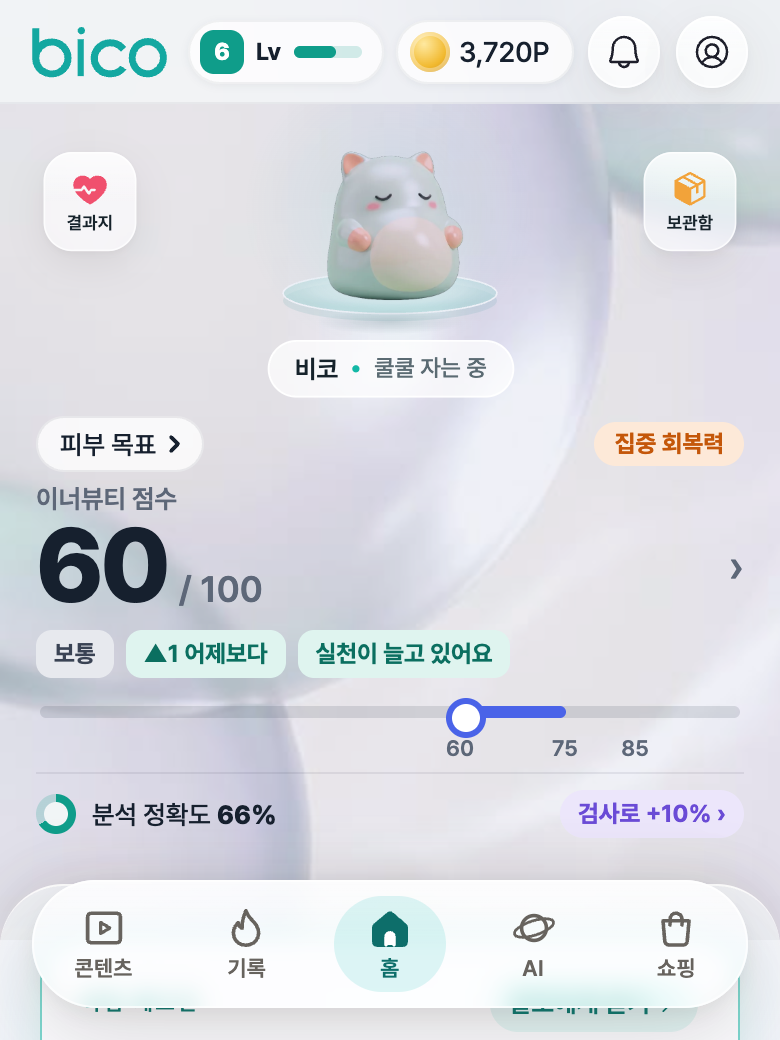 bico
6 Lv
3,720P
결과지
보관함
비코 • 쿨쿨 자는 중
피부 목표 >
집중 회복력
이너뷰티 점수
60 / 100
›
보통
▲1 어제보다
실천이 늘고 있어요
60 75 85
분석 정확도 66%
검사로 +10% ›
콘텐츠
기록
홈
AI
쇼핑